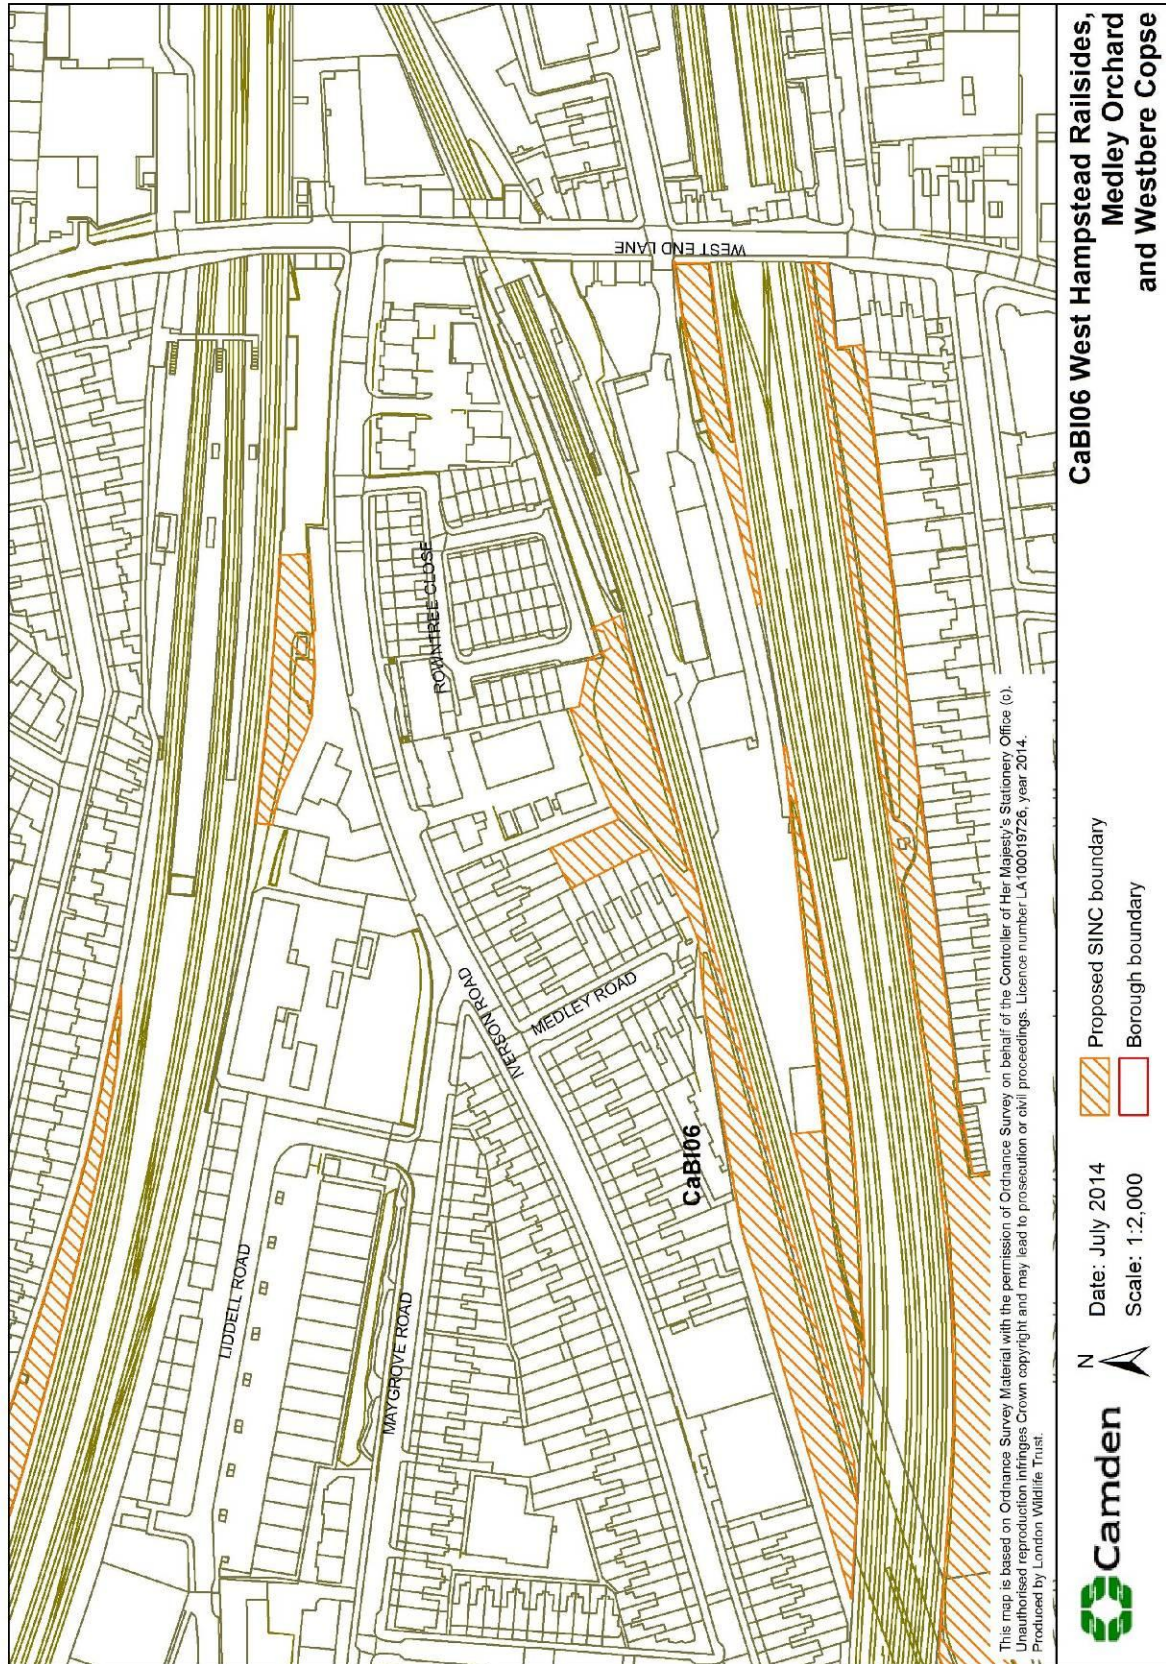 CaBI06 West Hampstead Railsides,
Medley Orchard
and Westbere Copse
WEST END LANE
ROWNTREE CLOSE
IVERSON ROAD
MEDLEY ROAD
CaBI06
LIDDELL ROAD
MAYGROVE ROAD
This map is based on Ordnance Survey Material with the permission of Ordnance Survey on behalf of the Controller of Her Majesty's Stationery Office (c).
Unauthorised reproduction infringes Crown copyright and may lead to prosecution or civil proceedings. Licence number LA100019726, year 2014.
Produced by London Wildlife Trust.
Camden
N
Date: July 2014
Scale: 1:2,000
Proposed SINC boundary
Borough boundary